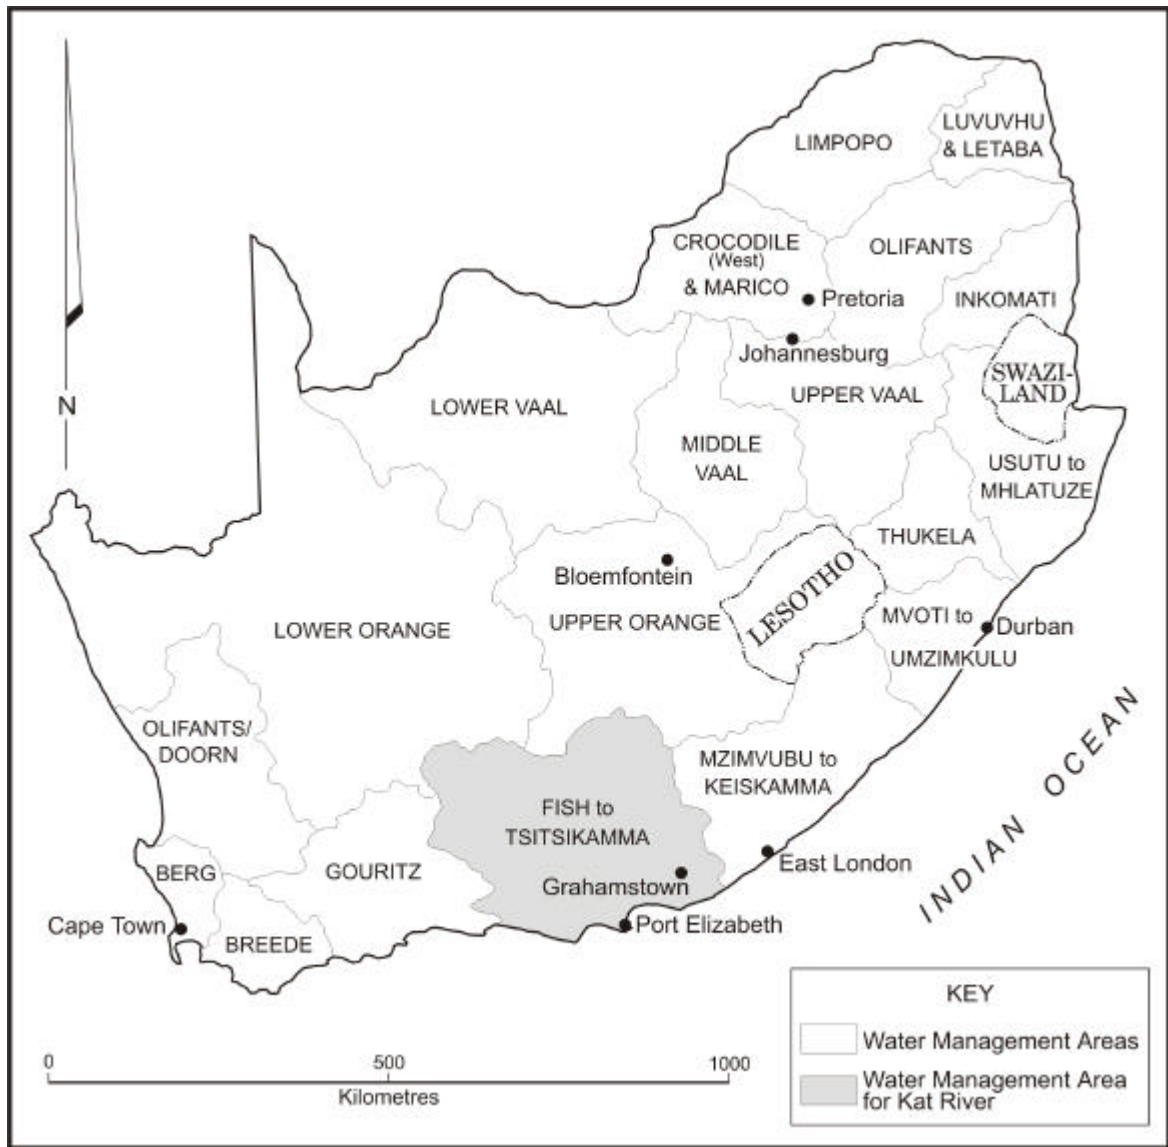 LIMPOPO
LUVUVHU
& LETABA
CROCODILE
(West)
& MARICO
OLIFANTS
Pretoria
INKOMATI
Johannesburg
SWAZI-
LAND
UPPER VAAL
LOWER VAAL
N
MIDDLE
VAAL
USUTU to
MHLATUZE
THUKELA
Bloemfontein
LESOTHO
UPPER ORANGE
LOWER ORANGE
MVOTI to
Durban
UMZIMKULU
OLIFANTS/
DOORN
MZIMVUBU to
KEISKAMMA
INDIAN OCEAN
FISH to
TSITSIKAMMA
BERG
GOURITZ
East London
Grahamstown
Cape Town
BREEDE
Port Elizabeth
KEY
Water Management Areas
Water Management Area
for Kat River
0
500
1000
Kilometres